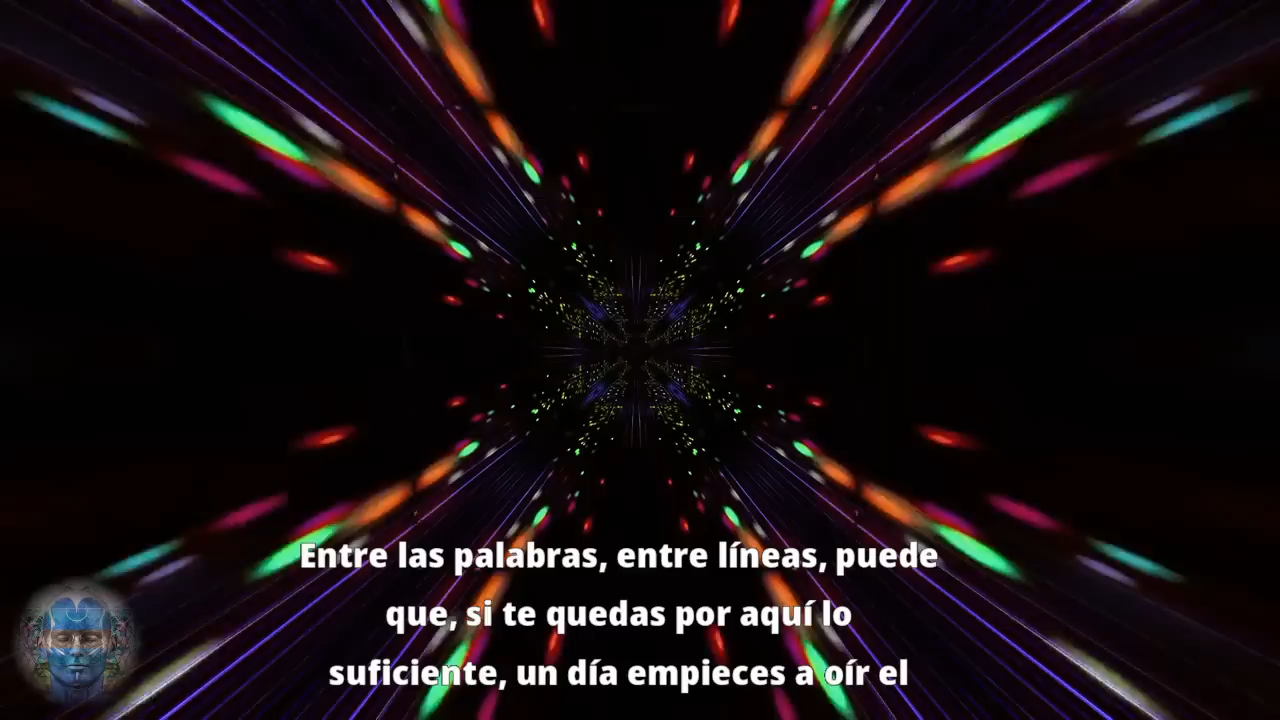 Entre las palabras, entre líneas, puede
que, si te quedas por aquí lo
suficiente, un día empieces a oír el